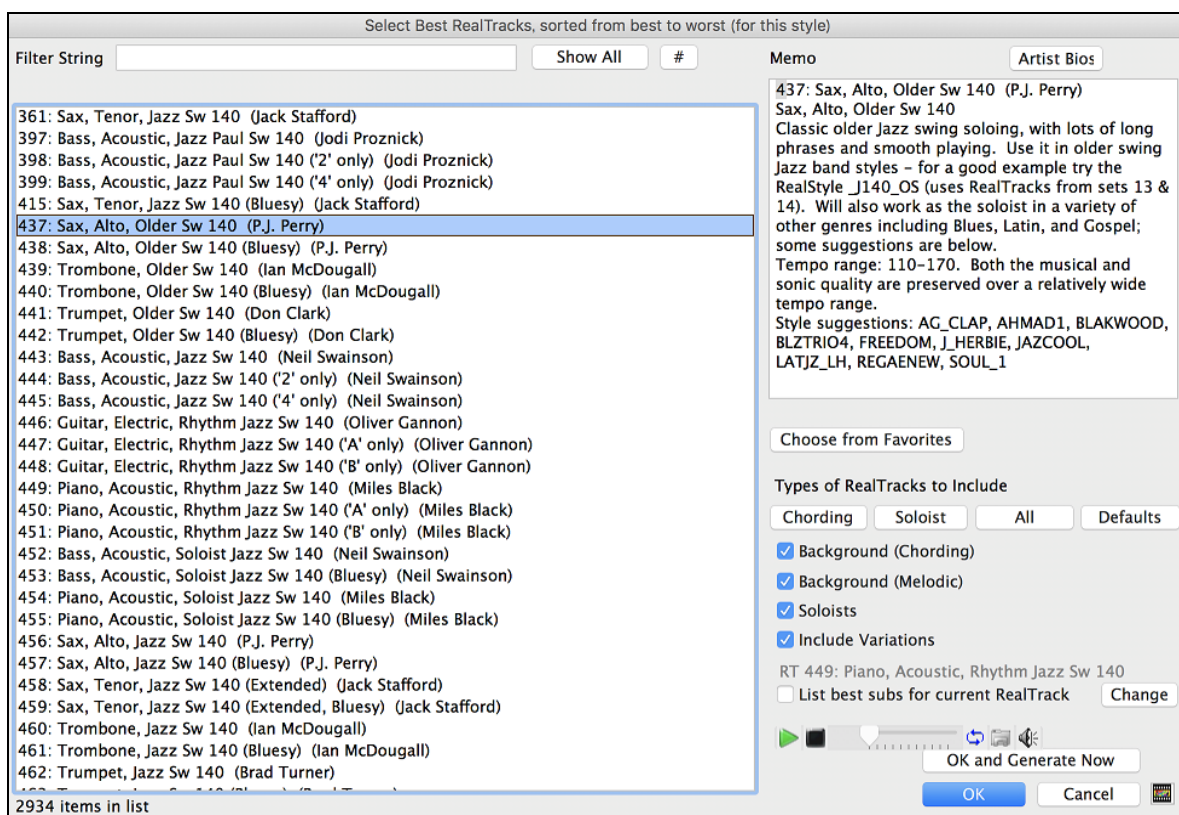 Select Best RealTracks, sorted from best to worst (for this style)
Filter String
Show All
#
361: Sax, Tenor, Jazz Sw 140 (Jack Stafford)
397: Bass, Acoustic, Jazz Paul Sw 140 (Jodi Proznick)
398: Bass, Acoustic, Jazz Paul Sw 140 ('2' only) (Jodi Proznick)
399: Bass, Acoustic, Jazz Paul Sw 140 ('4' only) (Jodi Proznick)
415: Sax, Tenor, Jazz Sw 140 (Bluesy) (Jack Stafford)
437: Sax, Alto, Older Sw 140 (P.J. Perry)
438: Sax, Alto, Older Sw 140 (Bluesy) (P.J. Perry)
439: Trombone, Older Sw 140 (Ian McDougall)
440: Trombone, Older Sw 140 (Bluesy) (Ian McDougall)
441: Trumpet, Older Sw 140 (Don Clark)
442: Trumpet, Older Sw 140 (Bluesy) (Don Clark)
443: Bass, Acoustic, Jazz Sw 140 (Neil Swainson)
444: Bass, Acoustic, Jazz Sw 140 ('2' only) (Neil Swainson)
445: Bass, Acoustic, Jazz Sw 140 ('4' only) (Neil Swainson)
446: Guitar, Electric, Rhythm Jazz Sw 140 (Oliver Gannon)
447: Guitar, Electric, Rhythm Jazz Sw 140 ('A' only) (Oliver Gannon)
448: Guitar, Electric, Rhythm Jazz Sw 140 ('B' only) (Oliver Gannon)
449: Piano, Acoustic, Rhythm Jazz Sw 140 (Miles Black)
450: Piano, Acoustic, Rhythm Jazz Sw 140 ('A' only) (Miles Black)
451: Piano, Acoustic, Rhythm Jazz Sw 140 ('B' only) (Miles Black)
452: Bass, Acoustic, Soloist Jazz Sw 140 (Neil Swainson)
453: Bass, Acoustic, Soloist Jazz Sw 140 (Bluesy) (Neil Swainson)
454: Piano, Acoustic, Soloist Jazz Sw 140 (Miles Black)
455: Piano, Acoustic, Soloist Jazz Sw 140 (Bluesy) (Miles Black)
456: Sax, Alto, Jazz Sw 140 (P.J. Perry)
457: Sax, Alto, Jazz Sw 140 (Bluesy) (P.J. Perry)
458: Sax, Tenor, Jazz Sw 140 (Extended) (Jack Stafford)
459: Sax, Tenor, Jazz Sw 140 (Extended, Bluesy) (Jack Stafford)
460: Trombone, Jazz Sw 140 (Ian McDougall)
461: Trombone, Jazz Sw 140 (Bluesy) (Ian McDougall)
462: Trumpet, Jazz Sw 140 (Brad Turner)
2934 items in list
Memo
Artist Bios
437: Sax, Alto, Older Sw 140 (P.J. Perry)
Sax, Alto, Older Sw 140
Classic older Jazz swing soloing, with lots of long
phrases and smooth playing. Use it in older swing
Jazz band styles – for a good example try the
RealStyle _J140_OS (uses RealTracks from sets 13 &
14). Will also work as the soloist in a variety of
other genres including Blues, Latin, and Gospel;
some suggestions are below.
Tempo range: 110-170. Both the musical and
sonic quality are preserved over a relatively wide
tempo range.
Style suggestions: AG_CLAP, AHMAD1, BLAKWOOD,
BLZTRIO4, FREEDOM, J_HERBIE, JAZCOOL,
LATJZ_LH, REGAENEW, SOUL_1
Choose from Favorites
Types of RealTracks to Include
Chording
Soloist
All
Defaults
Background (Chording)
Background (Melodic)
Soloists
Include Variations
RT 449: Piano, Acoustic, Rhythm Jazz Sw 140
List best subs for current RealTrack
Change
OK and Generate Now
OK
Cancel